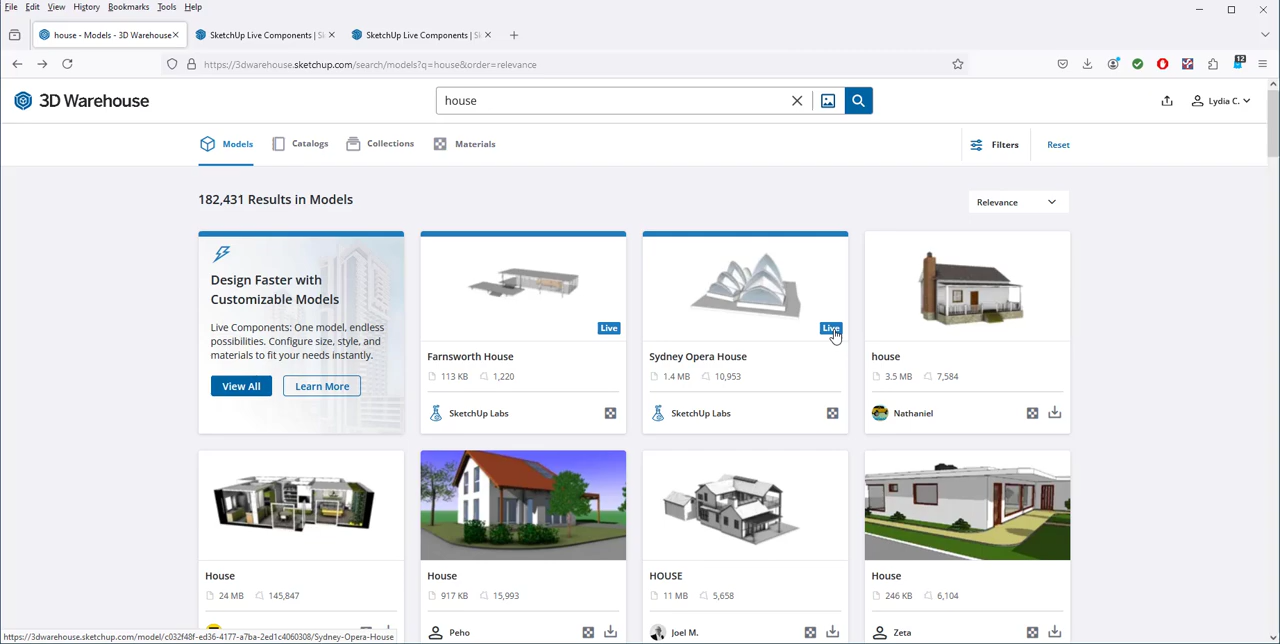 File Edit View History Bookmarks Tools Help
house - Models - 3D Warehouse
SketchUp Live Components | Sk
SketchUp Live Components | Sk
https://3dwarehouse.sketchup.com/search/models?q=house&order=relevance
12
3D Warehouse
house
Lydia C.
Models
Catalogs
Collections
Materials
Filters
Reset
182,431 Results in Models
Relevance
Design Faster with
Customizable Models
Live Components: One model, endless
possibilities. Configure size, style, and
materials to fit your needs instantly.
View All
Learn More
Live
Farnsworth House
113 KB 1,220
SketchUp Labs
Live
Sydney Opera House
1.4 MB 10,953
SketchUp Labs
house
3.5 MB 7,584
Nathaniel
House
24 MB 145,847
House
917 KB 15,993
Peho
HOUSE
11 MB 5,658
Joel M.
House
246 KB 6,104
Zeta
https://3dwarehouse.sketchup.com/model/c032f48f-ed36-4177-a7ba-2ed1c4060308/Sydney-Opera-House